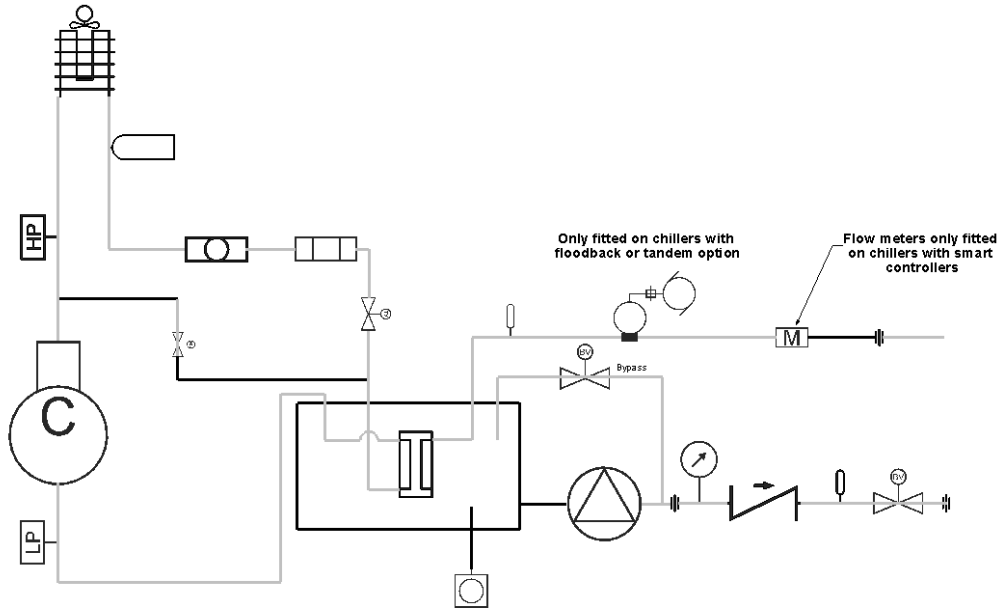 HP
Only fitted on chillers with
floodback or tandem option
Flow meters only fitted
on chillers with smart
controllers
M
BV
Bypass
C
BV
LP